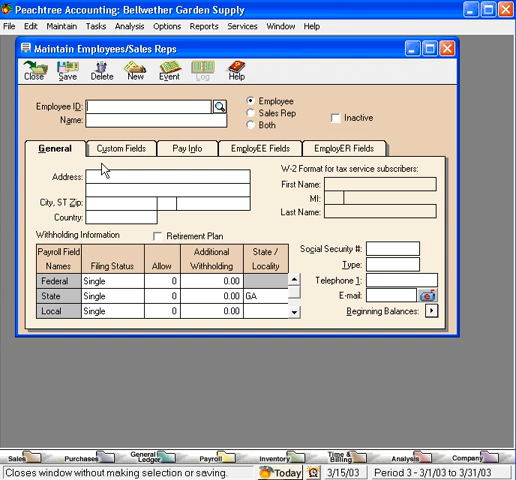 Peachtree Accounting: Bellwether Garden Supply
File Edit Maintain Tasks Analysis Options Reports Services Window Help
Maintain Employees/Sales Reps
Close Save Delete New Event Log Help
Employee ID:
Name:
Employee
Sales Rep
Both
Inactive
General Custom Fields Pay Info EmployEE Fields EmployER Fields
Address:
City, ST Zip:
Country:
W-2 Format for tax service subscribers:
First Name:
MI:
Last Name:
Withholding Information Retirement Plan
Payroll Field Names Filing Status Allow Additional Withholding State / Locality
Federal Single 0 0.00
State Single 0 0.00 GA
Local Single 0 0.00
Social Security #:
Type:
Telephone 1:
E-mail:
Beginning Balances:
Sales Purchases General Ledger Payroll Inventory Time & Billing Analysis Company
Closes window without making selection or saving. Today 3/15/03 Period 3 - 3/1/03 to 3/31/03